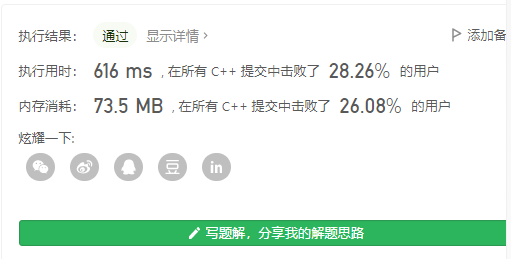 执行结果： 通过 显示详情 › 添加备
执行用时： 616 ms , 在所有 C++ 提交中击败了 28.26% 的用户
内存消耗： 73.5 MB , 在所有 C++ 提交中击败了 26.08% 的用户
炫耀一下:
豆 in
写题解，分享我的解题思路